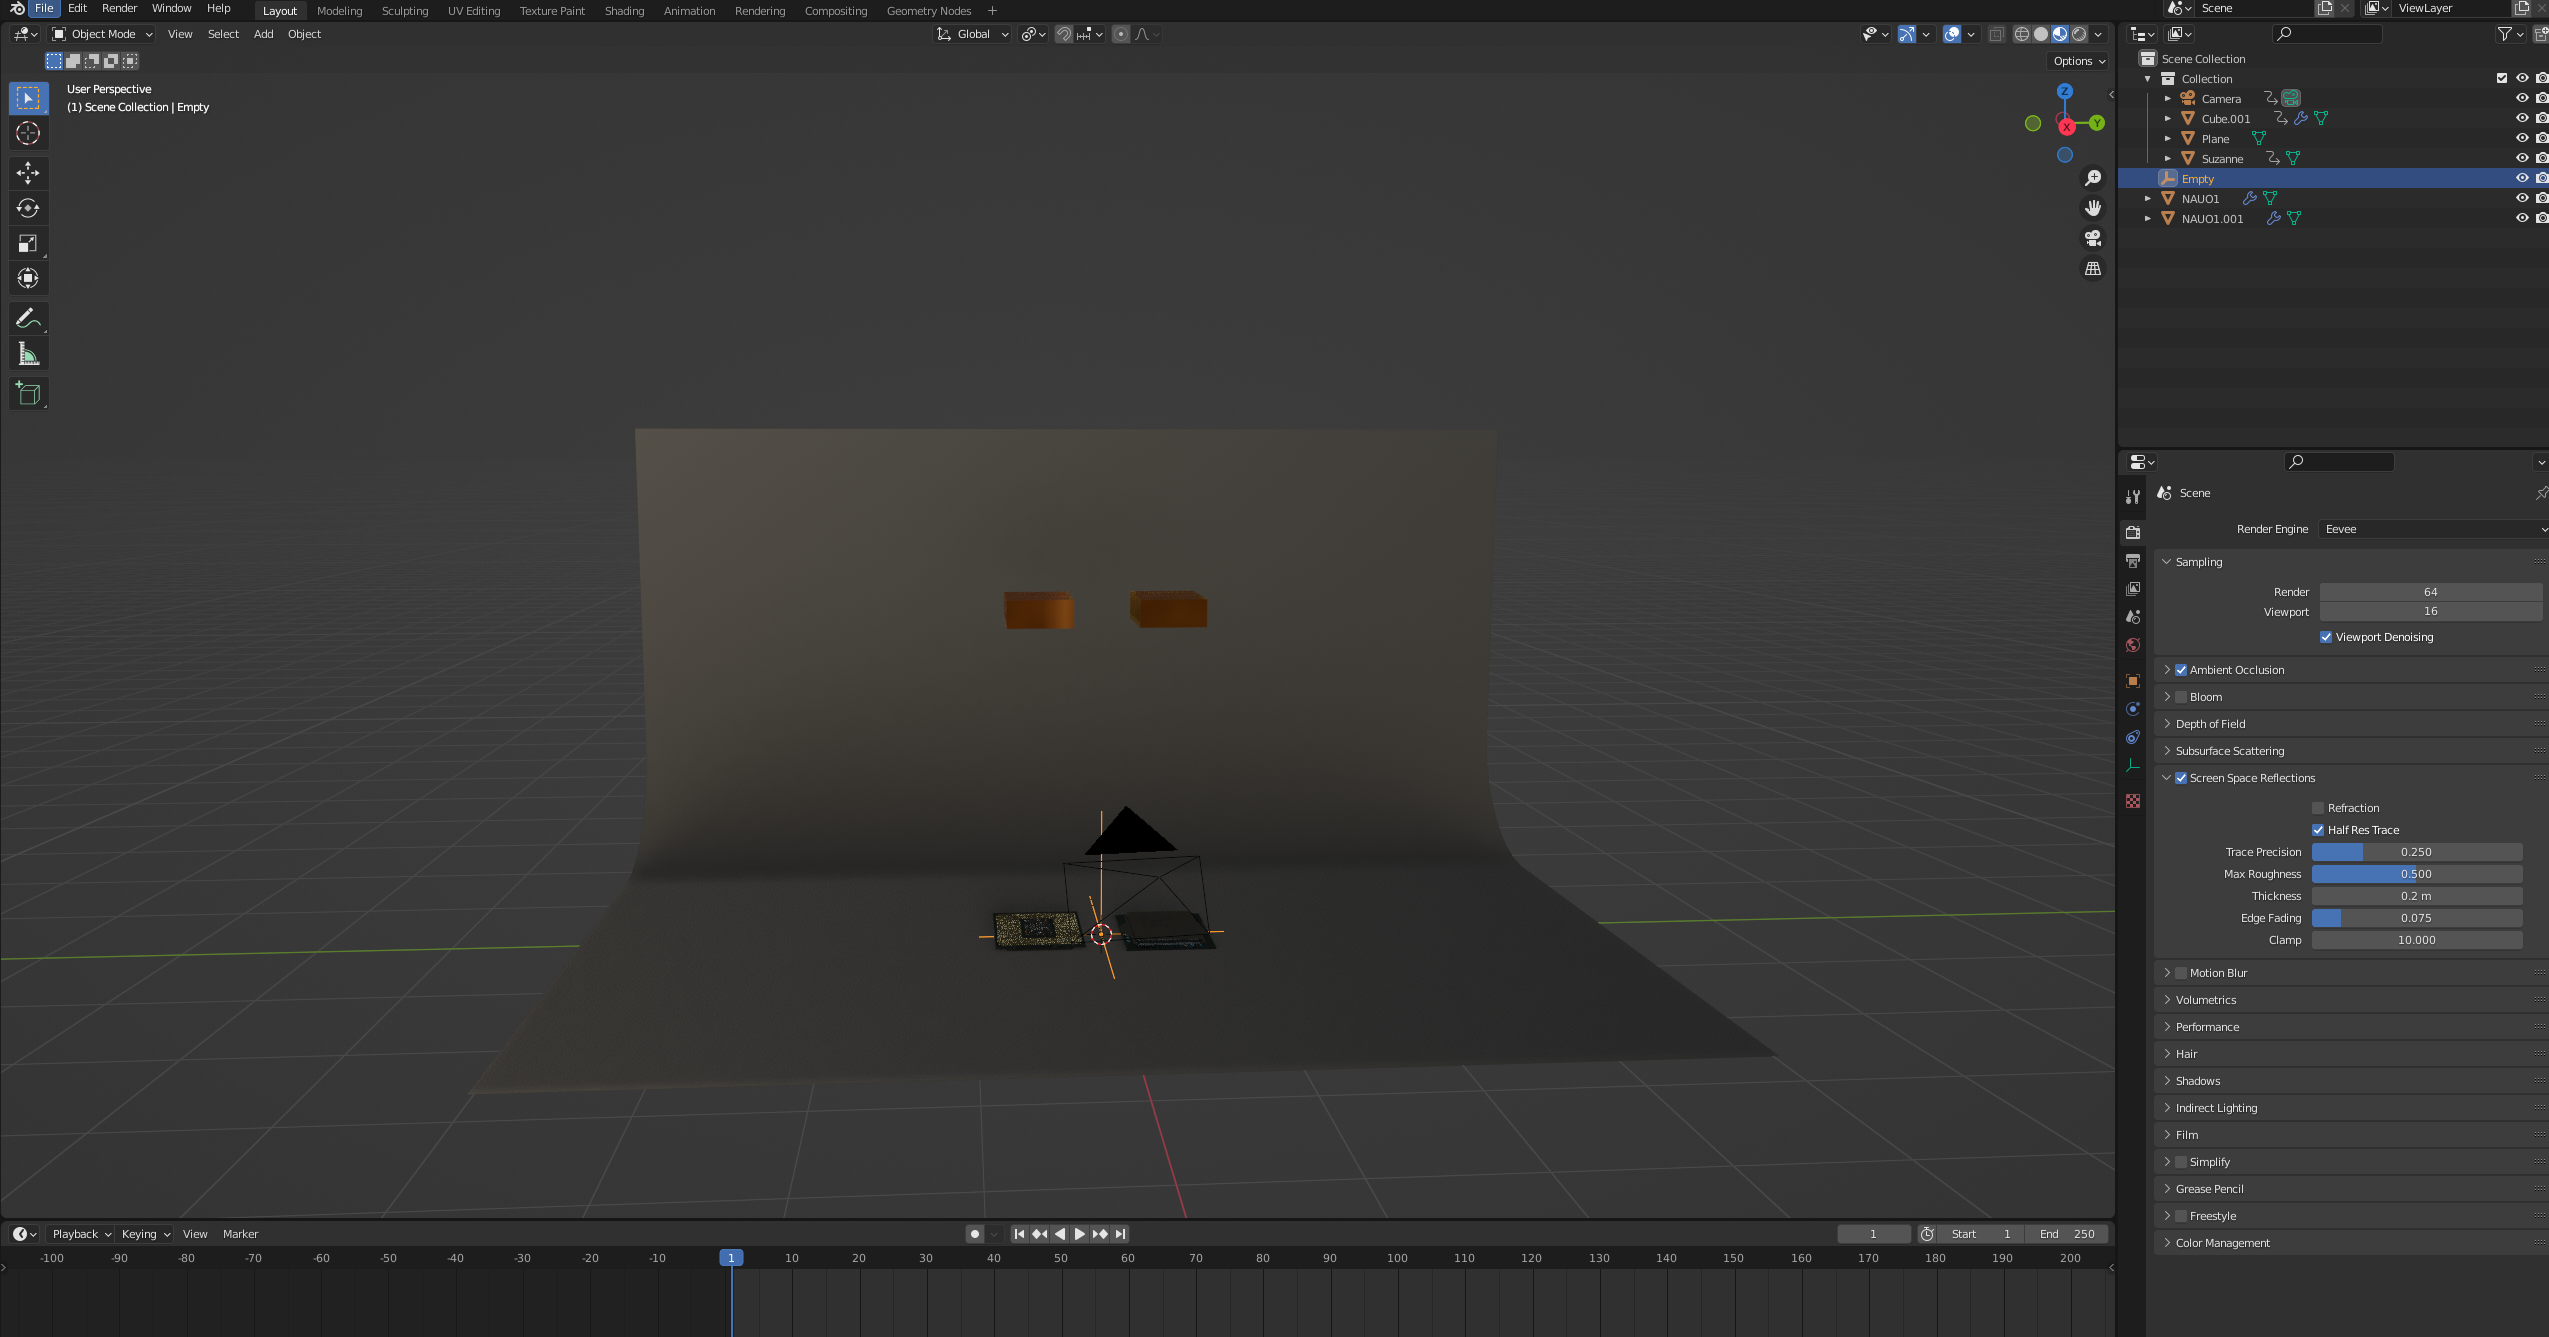 File Edit Render Window Help Layout Modeling Sculpting UV Editing Texture Paint Shading Animation Rendering Compositing Geometry Nodes + Scene ViewLayer
Object Mode View Select Add Object Global
Options
User Perspective
(1) Scene Collection | Empty
Z
Y
X
Scene Collection
Collection
Camera
Cube.001
Plane
Suzanne
Empty
NAUO1
NAUO1.001
Scene
Render Engine Eevee
Sampling
Render 64
Viewport 16
Viewport Denoising
Ambient Occlusion
Bloom
Depth of Field
Subsurface Scattering
Screen Space Reflections
Refraction
Half Res Trace
Trace Precision 0.250
Max Roughness 0.500
Thickness 0.2 m
Edge Fading 0.075
Clamp 10.000
Motion Blur
Volumetrics
Performance
Hair
Shadows
Indirect Lighting
Film
Simplify
Grease Pencil
Freestyle
Color Management
Playback Keying View Marker 1 Start 1 End 250
-100 -90 -80 -70 -60 -50 -40 -30 -20 -10 1 10 20 30 40 50 60 70 80 90 100 110 120 130 140 150 160 170 180 190 200